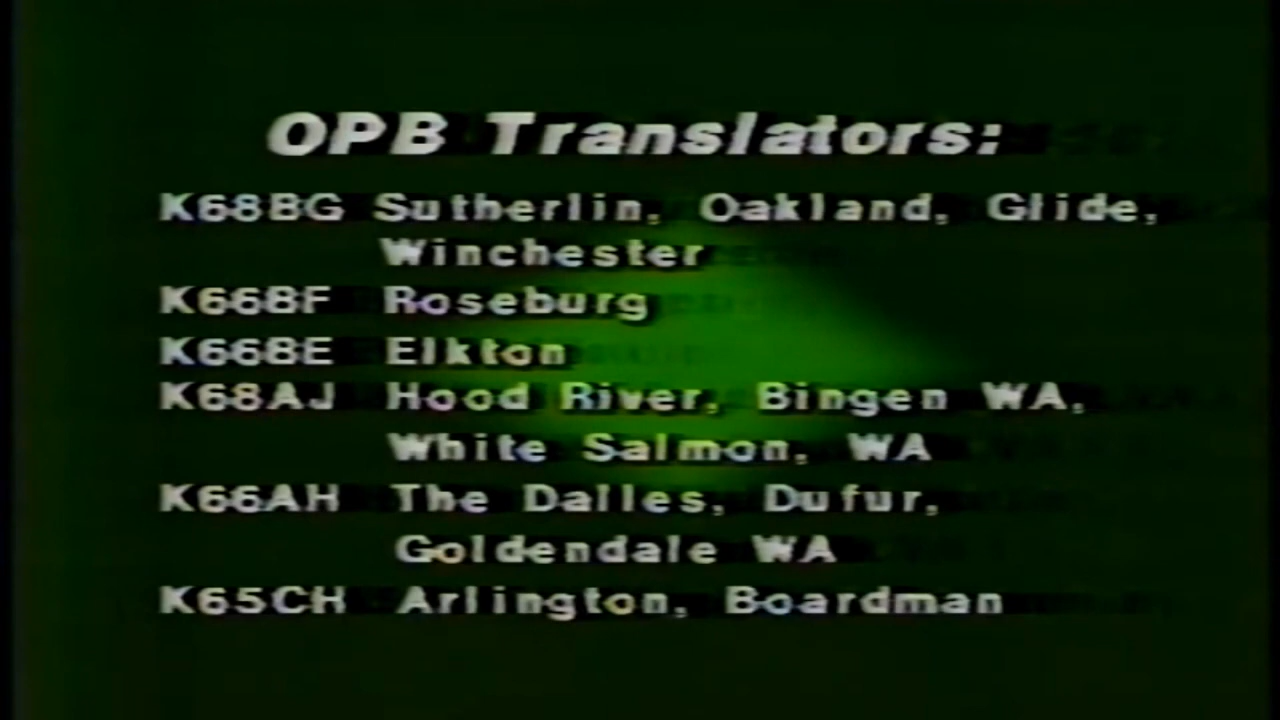 OPB Translators:
K68BG Sutherlin, Oakland, Glide,
Winchester
K66BF Roseburg
K66BE Elkton
K68AJ Hood River, Bingen WA,
White Salmon, WA
K66AH The Dalles, Dufur,
Goldendale WA
K65CH Arlington, Boardman